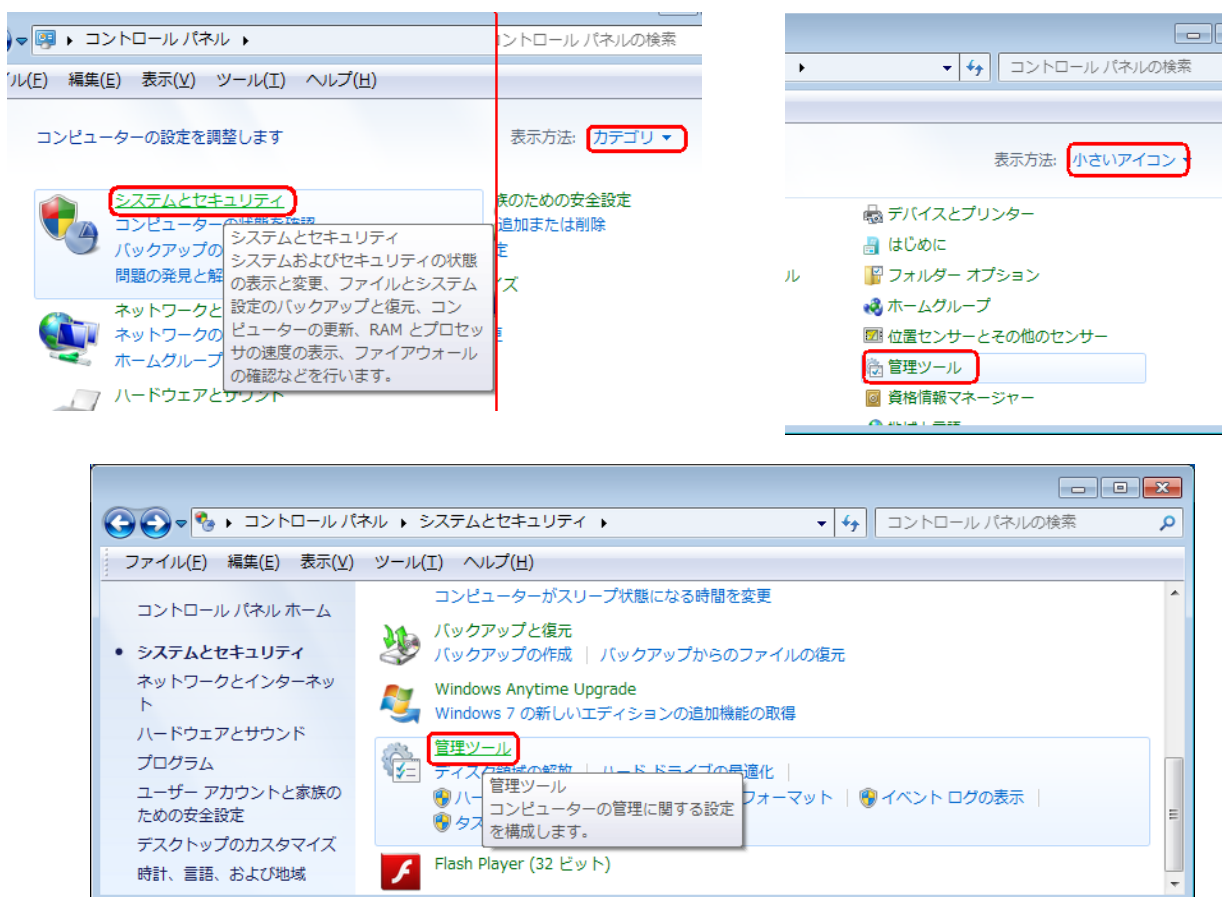 コントロール パネル
ントロール パネルの検索
ル(F) 編集(E) 表示(V) ツール(T) ヘルプ(H)
コンピューターの設定を調整します
表示方法: カテゴリ
システムとセキュリティ
コンピューターの状態を確認
バックアップの
問題の発見と解
システムとセキュリティ
システムおよびセキュリティの状態
の表示と変更、ファイルとシステム
設定のバックアップと復元、コン
ピューターの更新、RAM とプロセッ
サの速度の表示、ファイアウォール
の確認などを行います。
ネットワークと
ネットワークの
ホームグループ
ハードウェアとサウンド
族のための安全設定
追加または削除
定
イズ
更
コントロール パネルの検索
表示方法: 小さいアイコン
デバイスとプリンター
はじめに
ル
フォルダー オプション
ホームグループ
位置センサーとその他のセンサー
管理ツール
資格情報マネージャー
コントロール パネル システムとセキュリティ
コントロール パネルの検索
ファイル(F) 編集(E) 表示(V) ツール(T) ヘルプ(H)
コントロール パネル ホーム
システムとセキュリティ
ネットワークとインターネッ
ト
ハードウェアとサウンド
プログラム
ユーザー アカウントと家族の
ための安全設定
デスクトップのカスタマイズ
時計、言語、および地域
コンピューターがスリープ状態になる時間を変更
バックアップと復元
バックアップの作成 バックアップからのファイルの復元
Windows Anytime Upgrade
Windows 7 の新しいエディションの追加機能の取得
管理ツール
ディスク領域の解放 ハード ドライブの最適化
ハー フォーマット イベント ログの表示
タス
管理ツール
コンピューターの管理に関する設定
を構成します。
Flash Player (32 ビット)